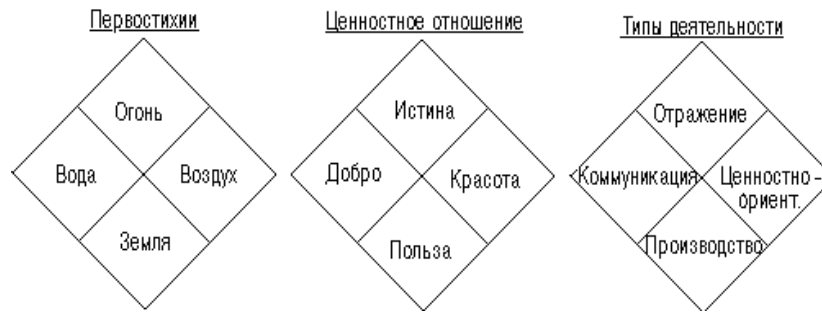 Первостихии
Огонь
Вода
Воздух
Земля
Ценностное отношение
Истина
Добро
Красота
Польза
Типы деятельности
Отражение
Коммуникация
Ценностно-
ориент.
Производство